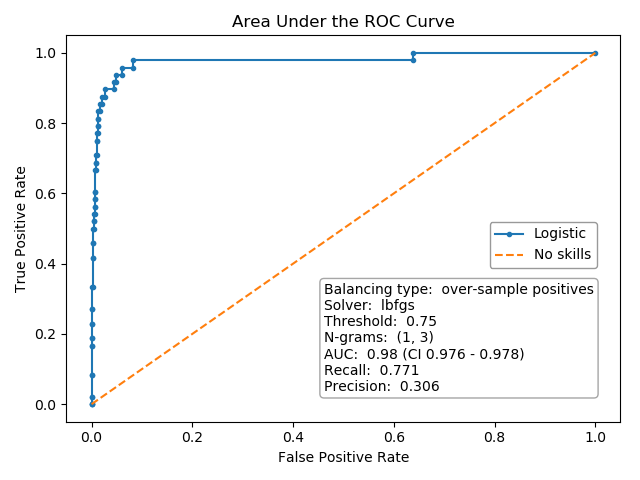 Area Under the ROC Curve
1.0
0.8
0.6
0.4
0.2
0.0
True Positive Rate
Logistic
No skills
Balancing type:  over-sample positives
Solver:  lbfgs
Threshold:  0.75
N-grams:  (1, 3)
AUC:  0.98 (CI 0.976 - 0.978)
Recall:  0.771
Precision:  0.306
0.0 0.2 0.4 0.6 0.8 1.0
False Positive Rate